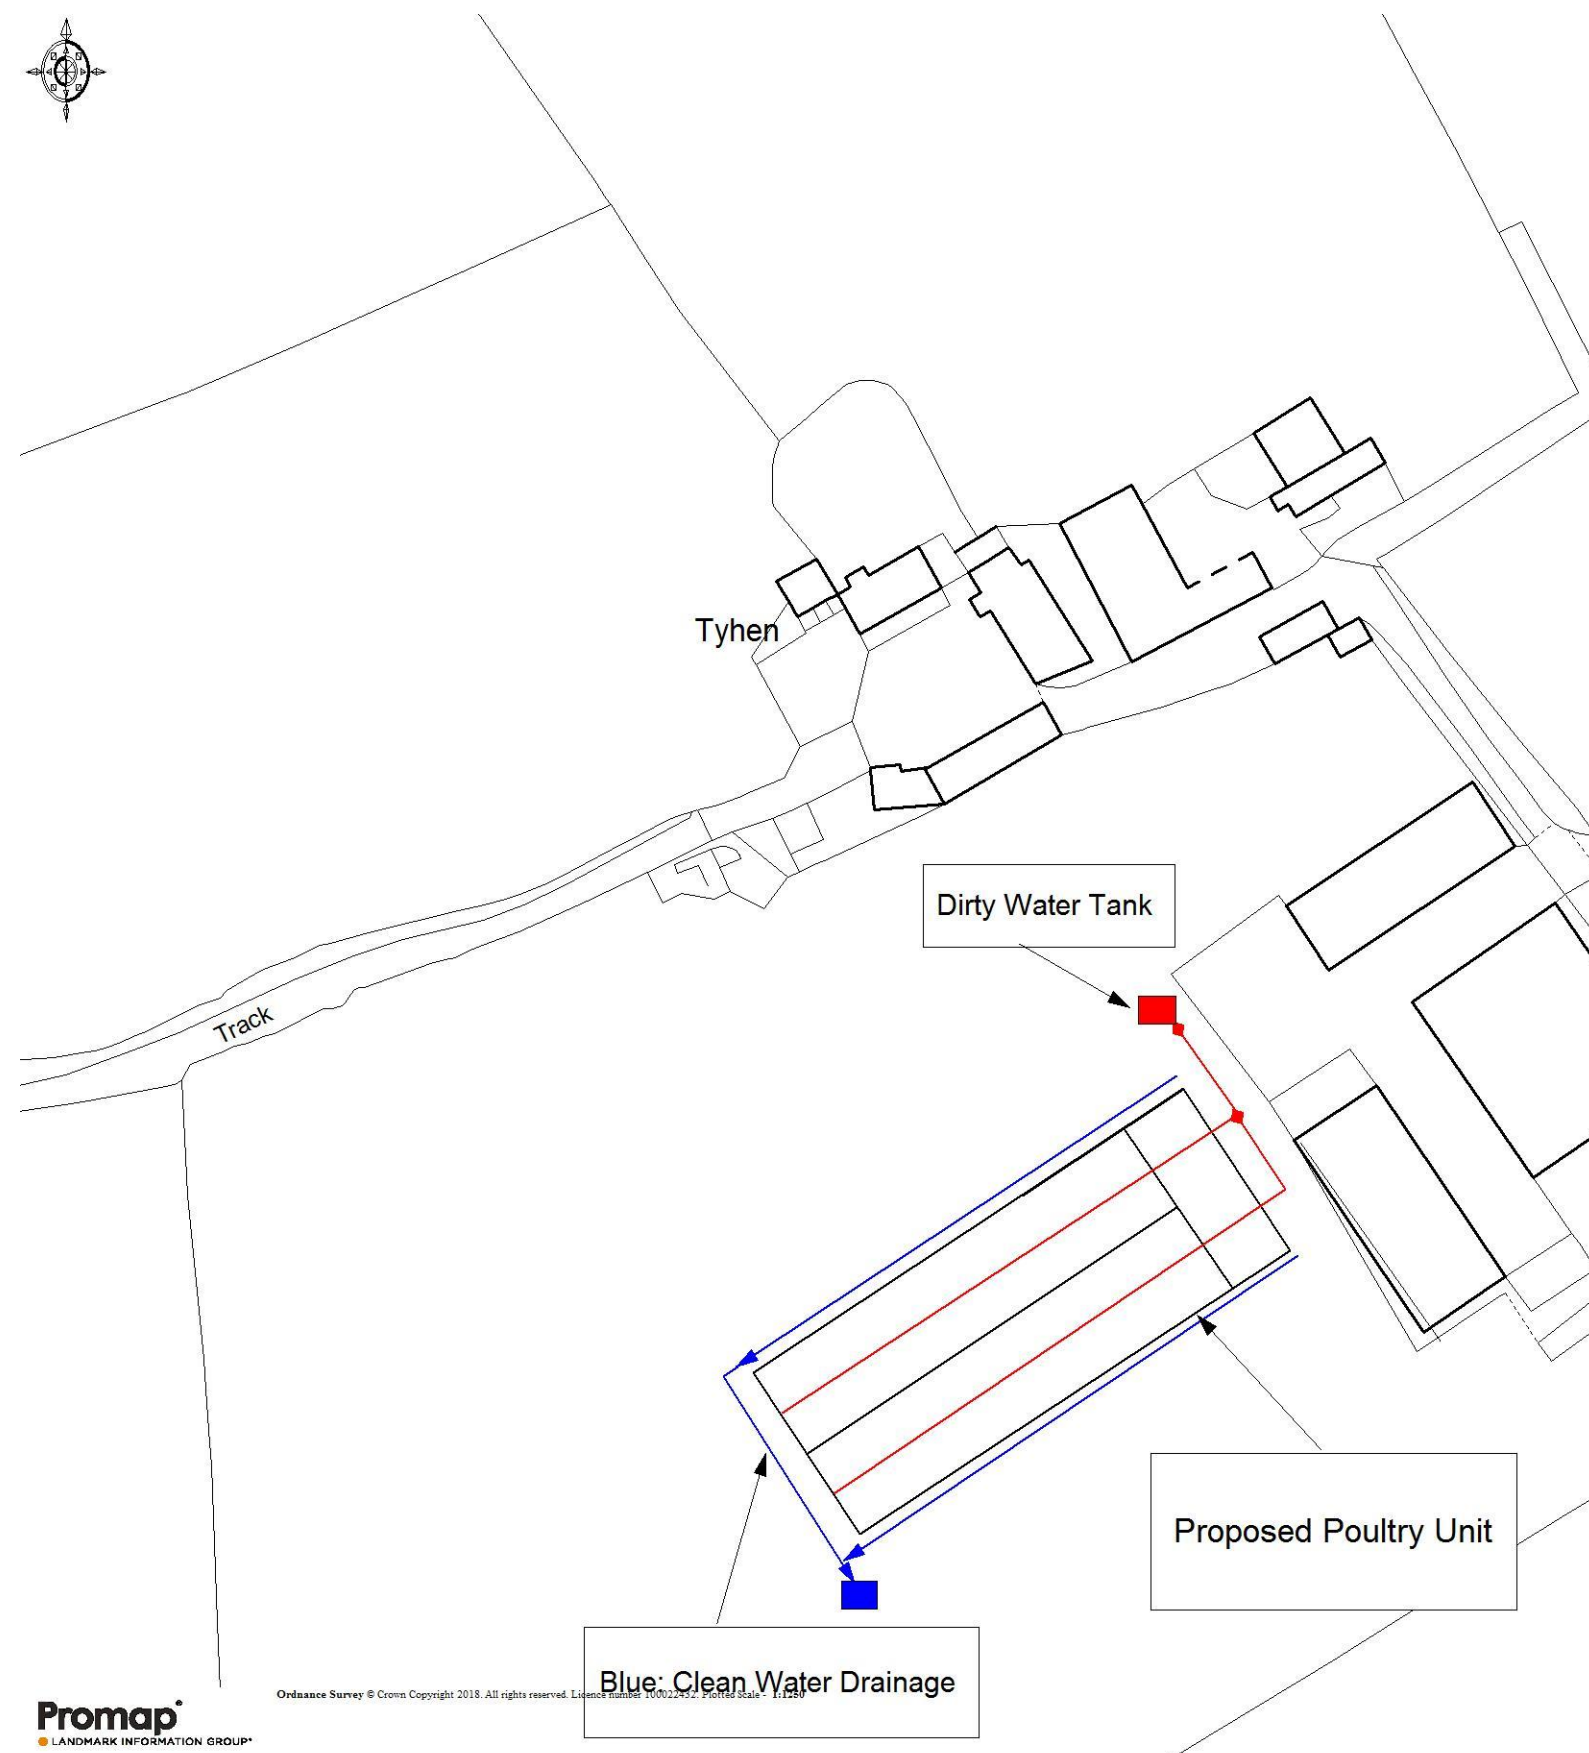 Tyhen
Dirty Water Tank
Track
Proposed Poultry Unit
Blue: Clean Water Drainage
Ordnance Survey © Crown Copyright 2018. All rights reserved. Licence number 100022432. Plotted Scale - 1:1250
Promap
LANDMARK INFORMATION GROUP